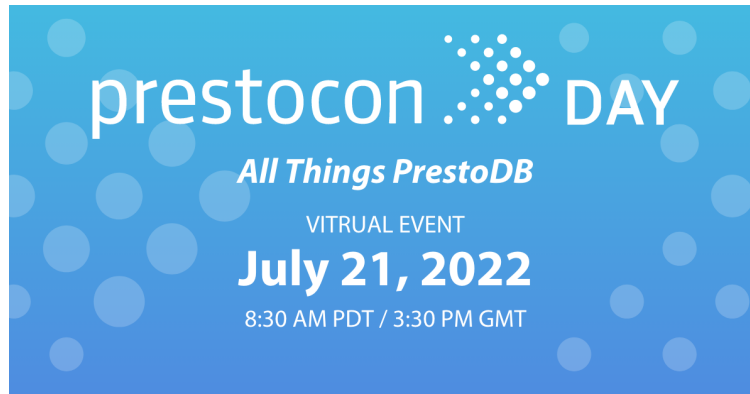 prestocon DAY
All Things PrestoDB
VITRUAL EVENT
July 21, 2022
8:30 AM PDT / 3:30 PM GMT